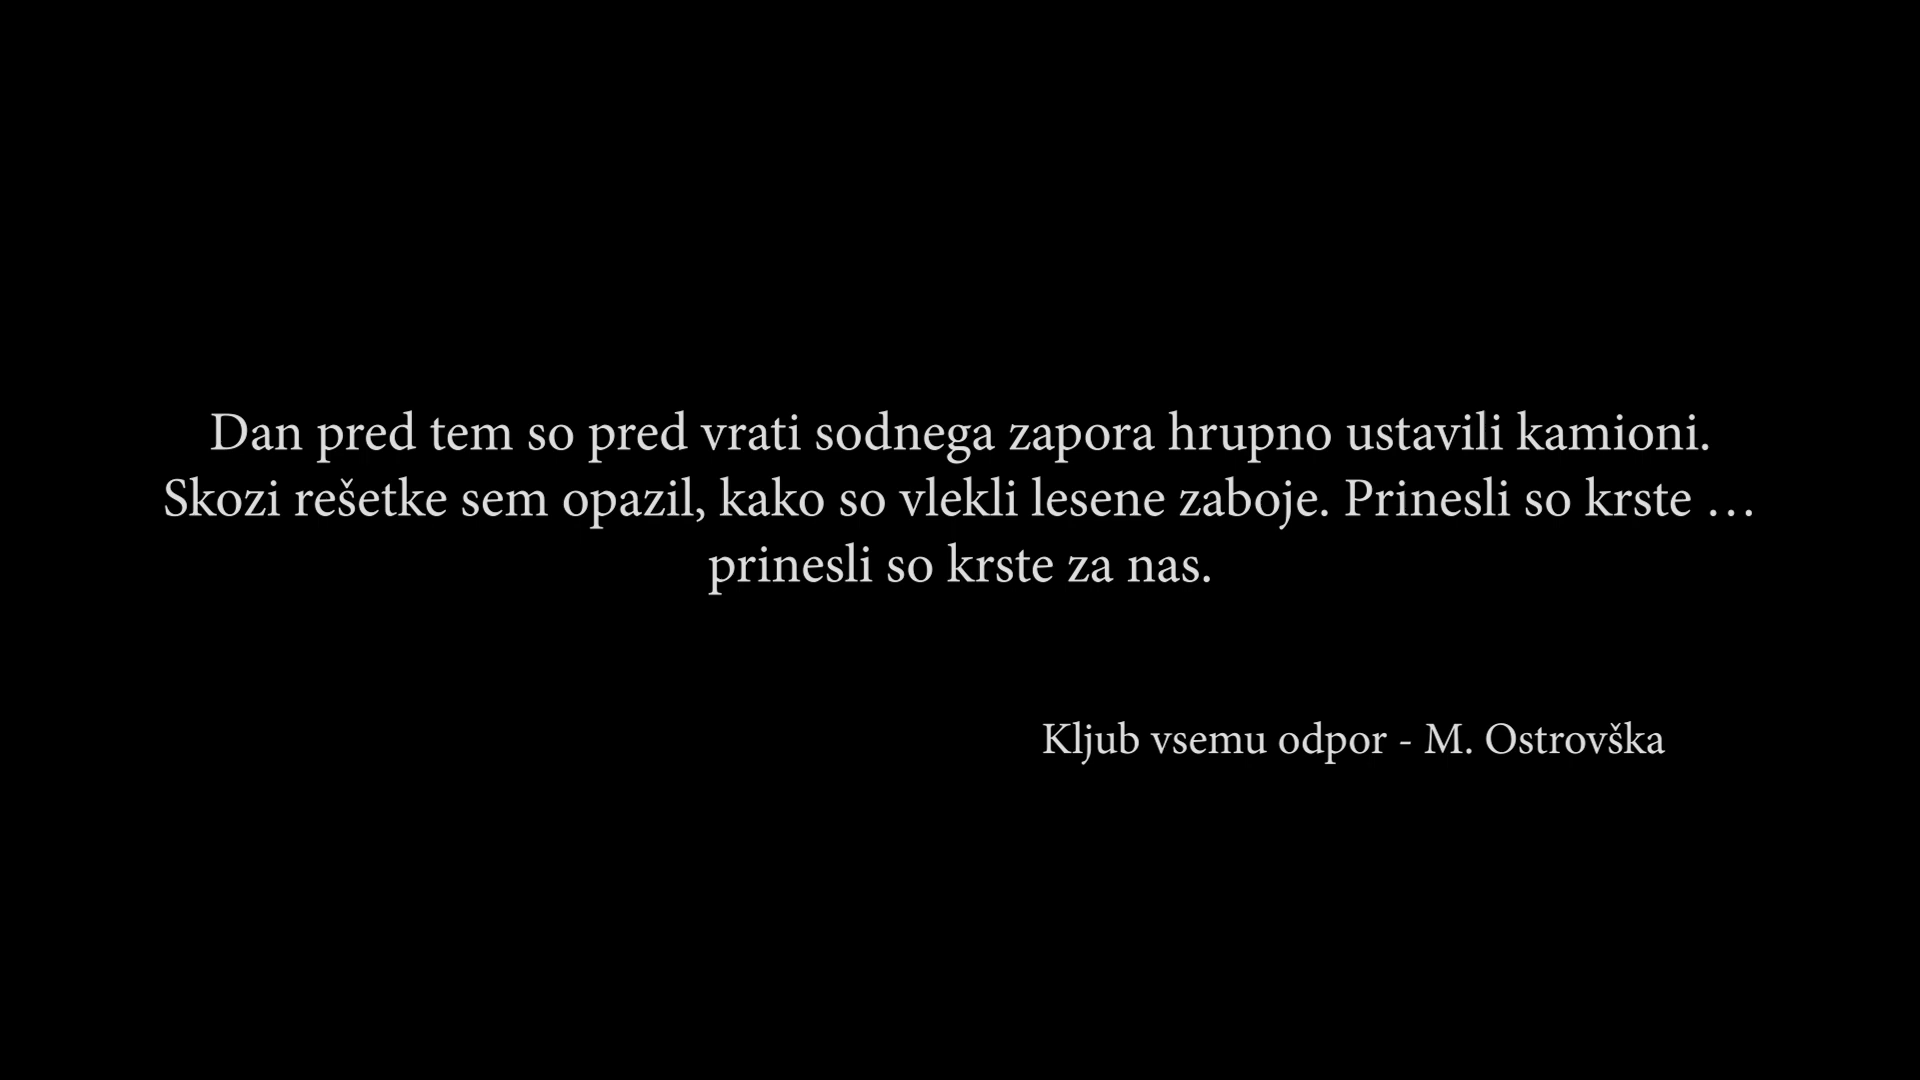 Dan pred tem so pred vrati sodnega zapora hrupno ustavili kamioni.
Skozi rešetke sem opazil, kako so vlekli lesene zaboje. Prinesli so krste …
prinesli so krste za nas.
Kljub vsemu odpor - M. Ostrovška